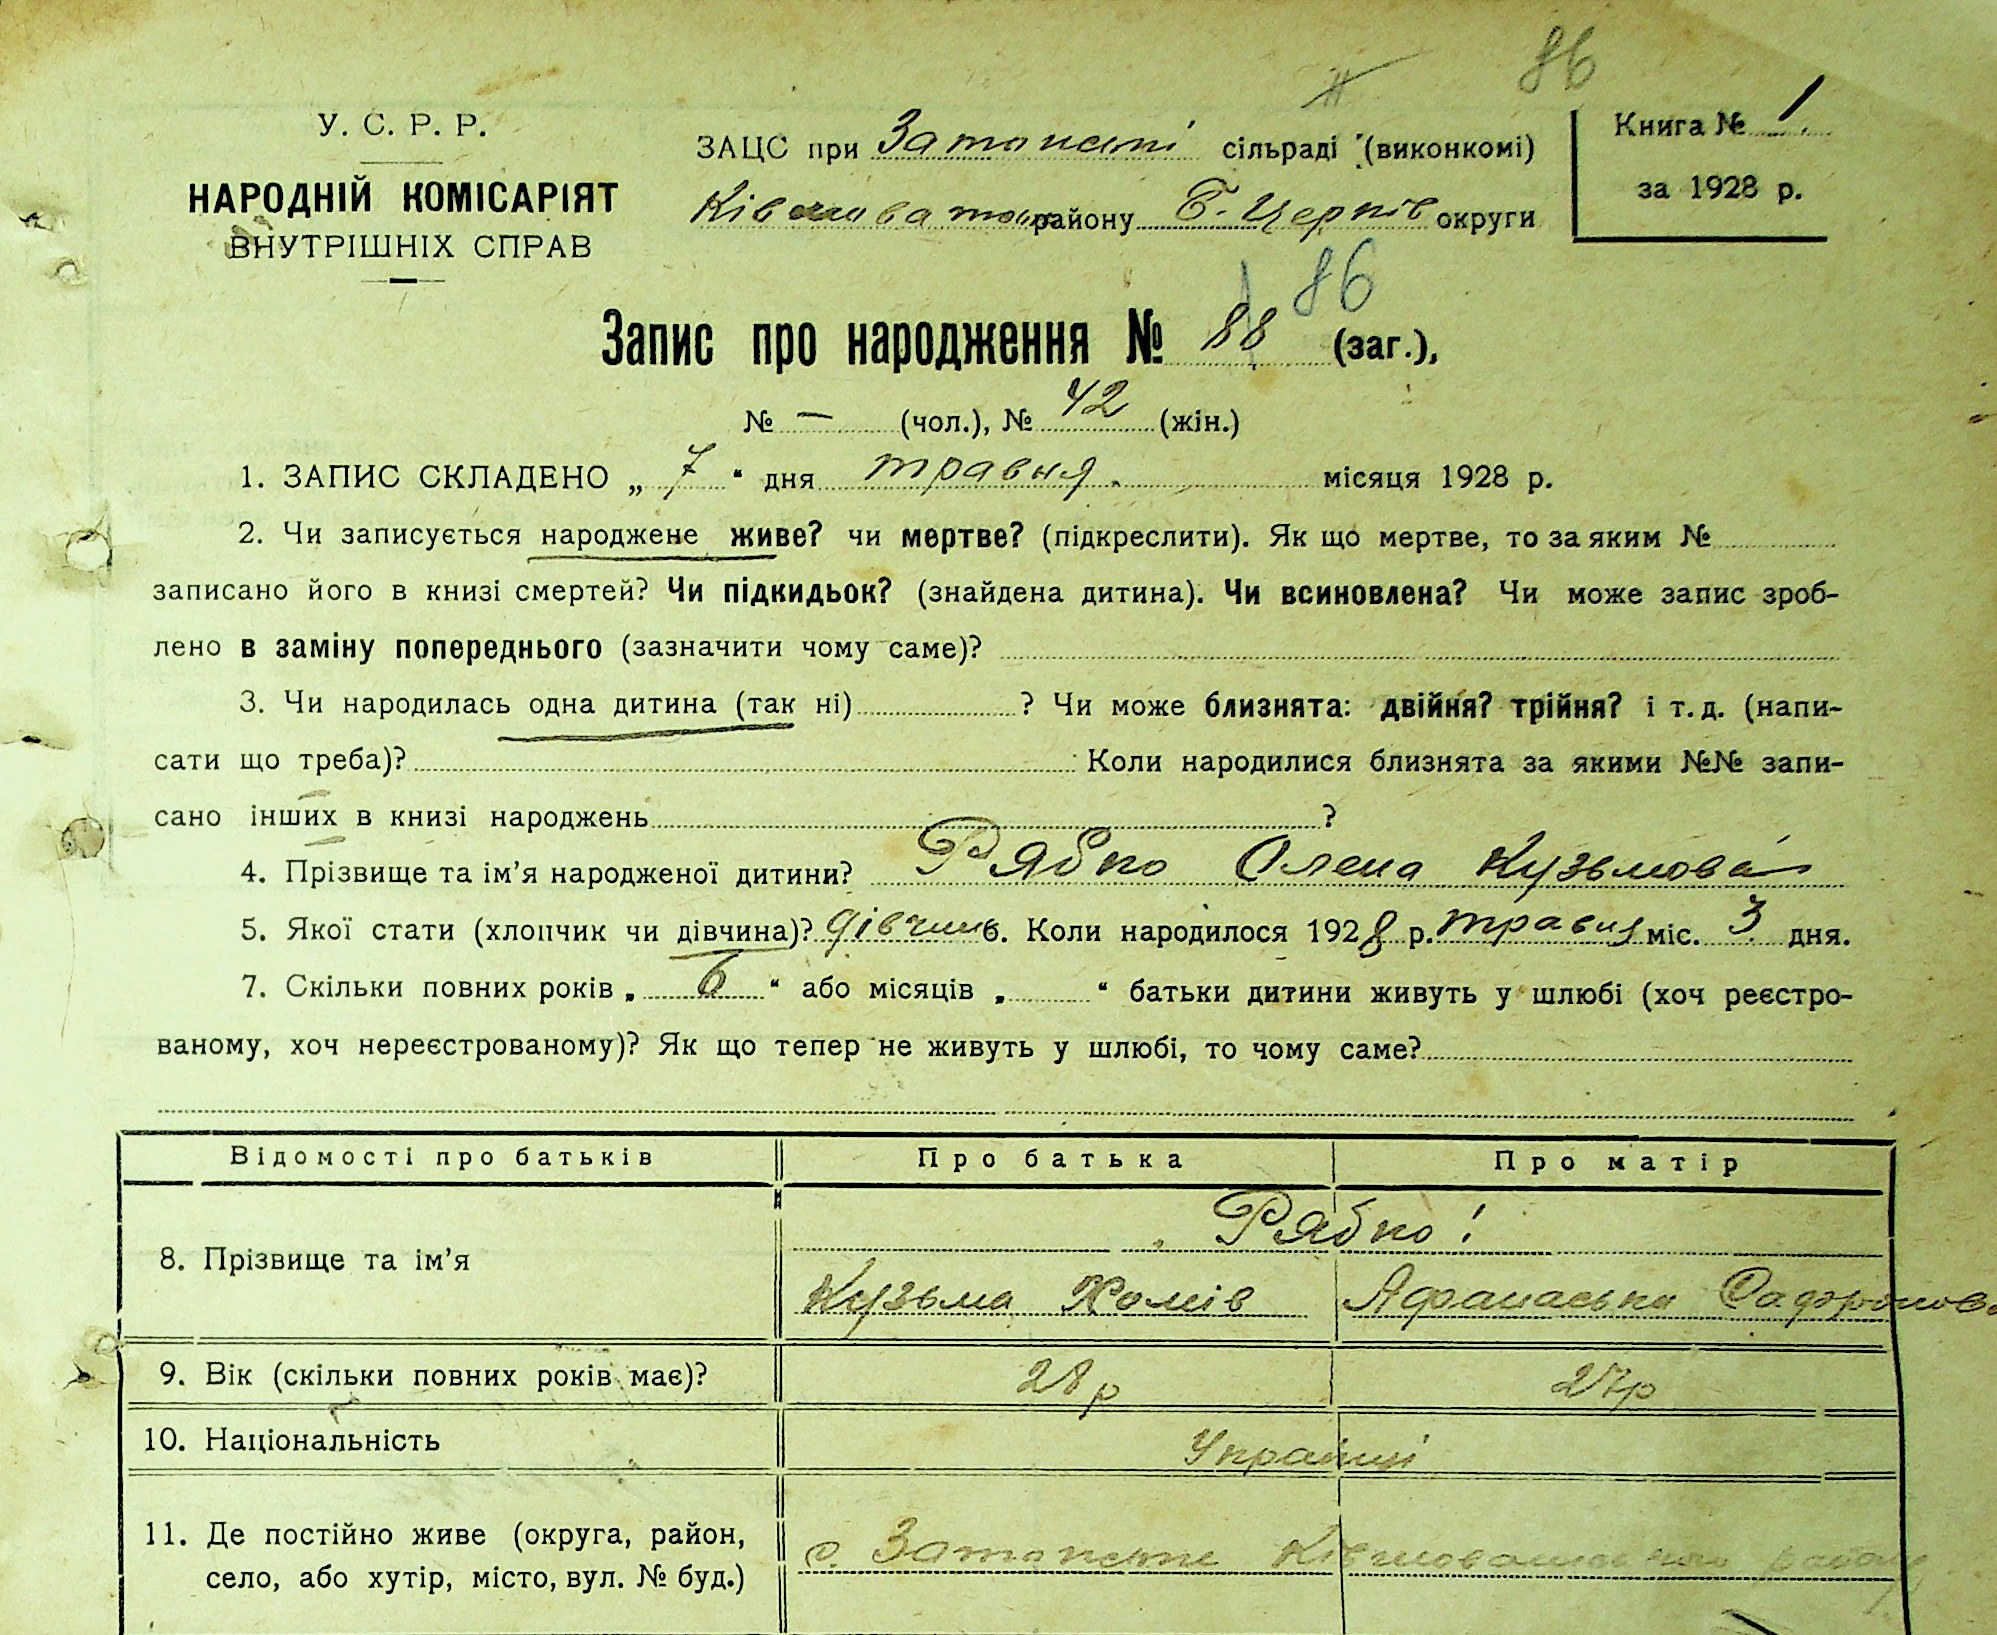 86
У. С. Р. Р.
НАРОДНІЙ КОМІСАРІЯТ
ВНУТРІШНІХ СПРАВ
ЗАЦС при сільраді (виконкомі)
району Б-Церків округи
Книга № 1
за 1928 р.
86
Запис про народження № 88 (заг.),
№ — (чол.), № 42 (жін.)
1. ЗАПИС СКЛАДЕНО „ 7 “ дня травня місяця 1928 р.
2. Чи записується народжене живе? чи мертве? (підкреслити). Як що мертве, то за яким №
записано його в книзі смертей? Чи підкидьок? (знайдена дитина). Чи всиновлена? Чи може запис зроб-
лено в заміну попереднього (зазначити чому саме)?
3. Чи народилась одна дитина (так ні) ? Чи може близнята: двійня? трійня? і т. д. (напи-
сати що треба)? Коли народилися близнята за якими №№ запи-
сано інших в книзі народжень ?
4. Прізвище та ім’я народженої дитини? Рябко Олена Кузьмова
5. Якої стати (хлопчик чи дівчина)? дівчина 6. Коли народилося 1928 р. травня міс. 3 дня.
7. Скільки повних років „ 6 “ або місяців „ “ батьки дитини живуть у шлюбі (хоч реєстро-
ваному, хоч нереєстрованому)? Як що тепер не живуть у шлюбі, то чому саме?
Відомості про батьків Про батька Про матір
Рябко
8. Прізвище та ім’я
Кузьма Хомів Афанаська
9. Вік (скільки повних років має)? 28 р 27 р
10. Національність Українці
11. Де постійно живе (округа, район,
село, або хутір, місто, вул. № буд.)
с. району